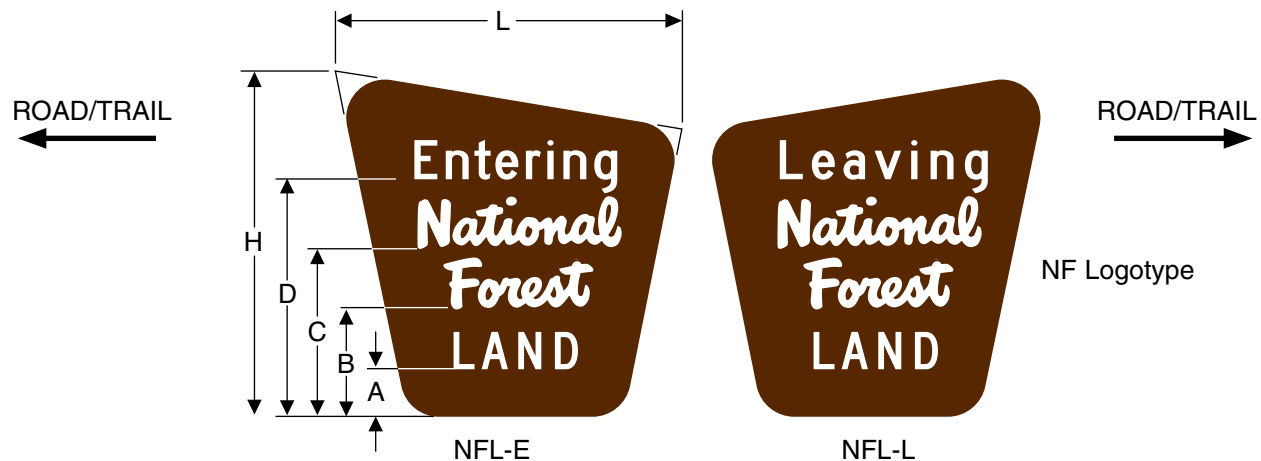 L
ROAD/TRAIL
ROAD/TRAIL
Entering
National
Forest
LAND
Leaving
National
Forest
LAND
H
D
C
B
A
NF Logotype
NFL-E
NFL-L